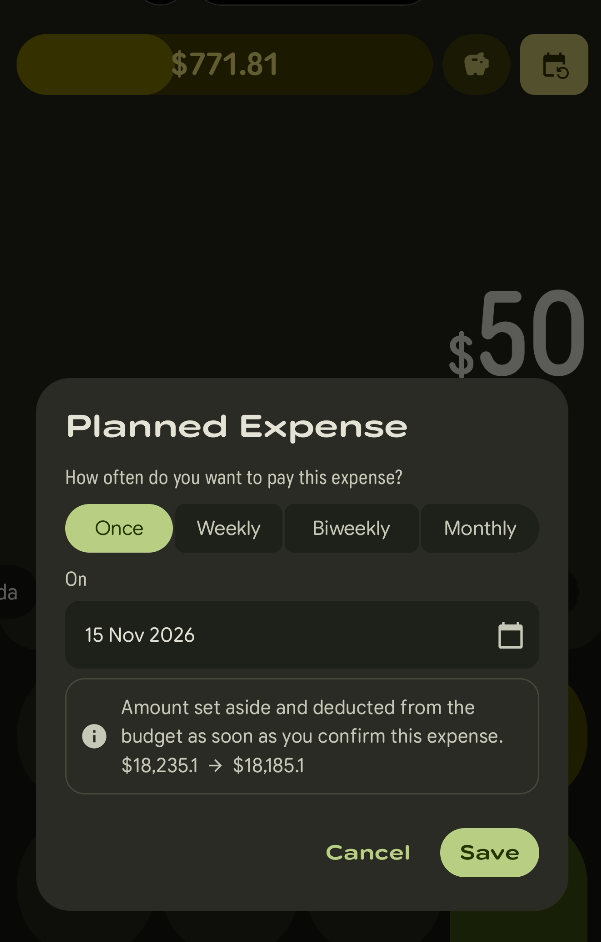 $771.81
$50
Planned Expense
How often do you want to pay this expense?
Once Weekly Biweekly Monthly
On
da
15 Nov 2026
Amount set aside and deducted from the
budget as soon as you confirm this expense.
$18,235.1 → $18,185.1
Cancel Save